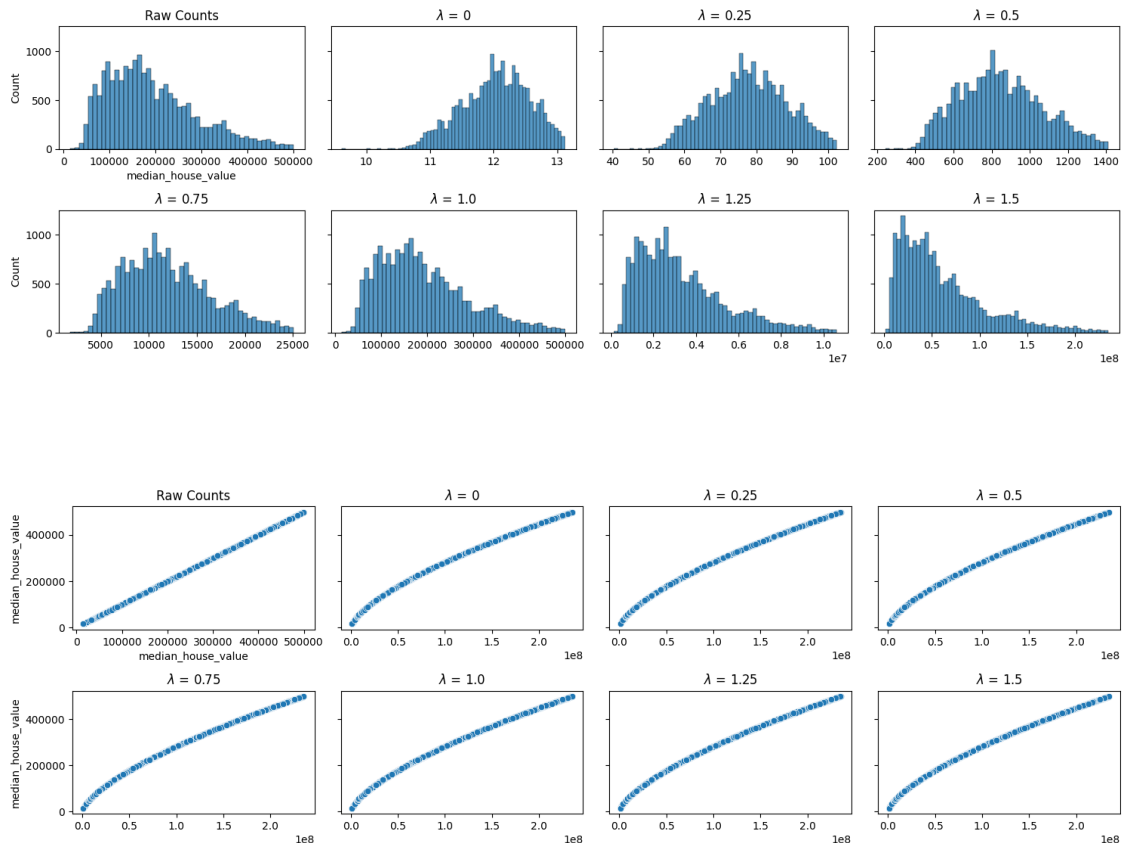 Raw Counts
λ = 0
λ = 0.25
λ = 0.5
Count
1000
500
0
0 100000 200000 300000 400000 500000
10 11 12 13
40 50 60 70 80 90 100
200 400 600 800 1000 1200 1400
median_house_value
λ = 0.75
λ = 1.0
λ = 1.25
λ = 1.5
Count
1000
500
0
5000 10000 15000 20000 25000
0 100000 200000 300000 400000 500000
0.0 0.2 0.4 0.6 0.8 1.0
1e7
0.0 0.5 1.0 1.5 2.0
1e8
Raw Counts
λ = 0
λ = 0.25
λ = 0.5
median_house_value
400000
200000
0
0 100000 200000 300000 400000 500000
median_house_value
0.0 0.5 1.0 1.5 2.0
1e8
0.0 0.5 1.0 1.5 2.0
1e8
0.0 0.5 1.0 1.5 2.0
1e8
λ = 0.75
λ = 1.0
λ = 1.25
λ = 1.5
median_house_value
400000
200000
0
0.0 0.5 1.0 1.5 2.0
1e8
0.0 0.5 1.0 1.5 2.0
1e8
0.0 0.5 1.0 1.5 2.0
1e8
0.0 0.5 1.0 1.5 2.0
1e8